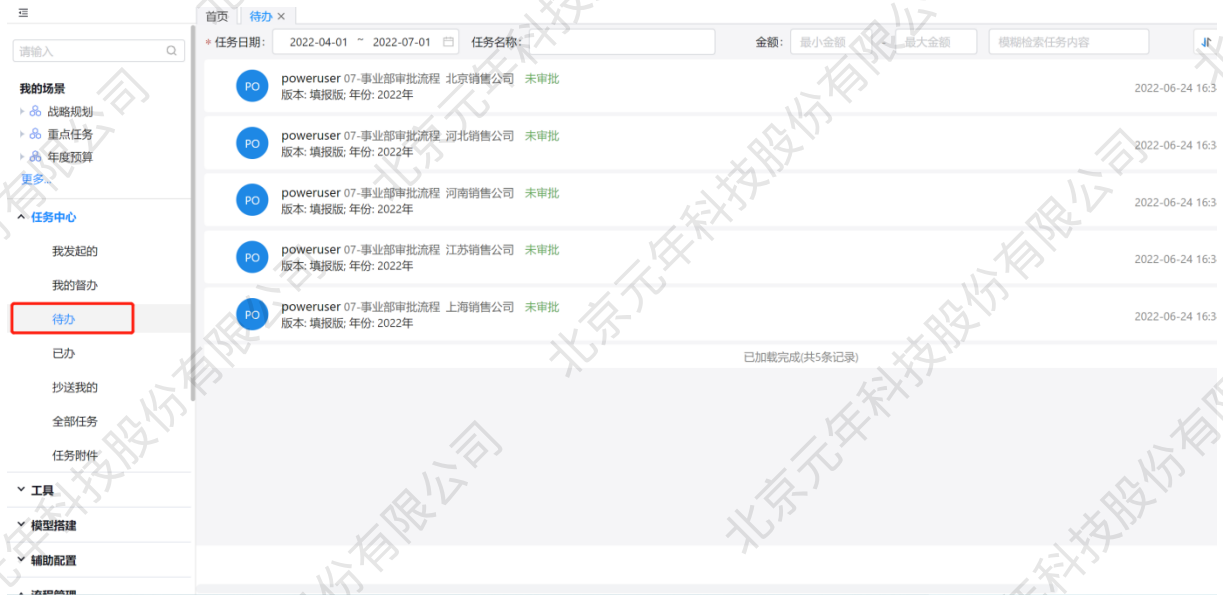 首页 待办 ×
* 任务日期: 2022-04-01 ~ 2022-07-01 任务名称: 金额: 最小金额 - 最大金额 模糊检索任务内容
请输入
我的场景
战略规划
重点任务
年度预算
更多...
任务中心
我发起的
我的督办
待办
已办
抄送我的
全部任务
任务附件
工具
模型搭建
辅助配置
流程管理
PO poweruser 07-事业部审批流程 北京销售公司 未审批
版本: 填报版; 年份: 2022年
2022-06-24 16:3
PO poweruser 07-事业部审批流程 河北销售公司 未审批
版本: 填报版; 年份: 2022年
2022-06-24 16:3
PO poweruser 07-事业部审批流程 河南销售公司 未审批
版本: 填报版; 年份: 2022年
2022-06-24 16:3
PO poweruser 07-事业部审批流程 江苏销售公司 未审批
版本: 填报版; 年份: 2022年
2022-06-24 16:3
PO poweruser 07-事业部审批流程 上海销售公司 未审批
版本: 填报版; 年份: 2022年
2022-06-24 16:3
已加载完成(共5条记录)
北京元年科技股份有限公司